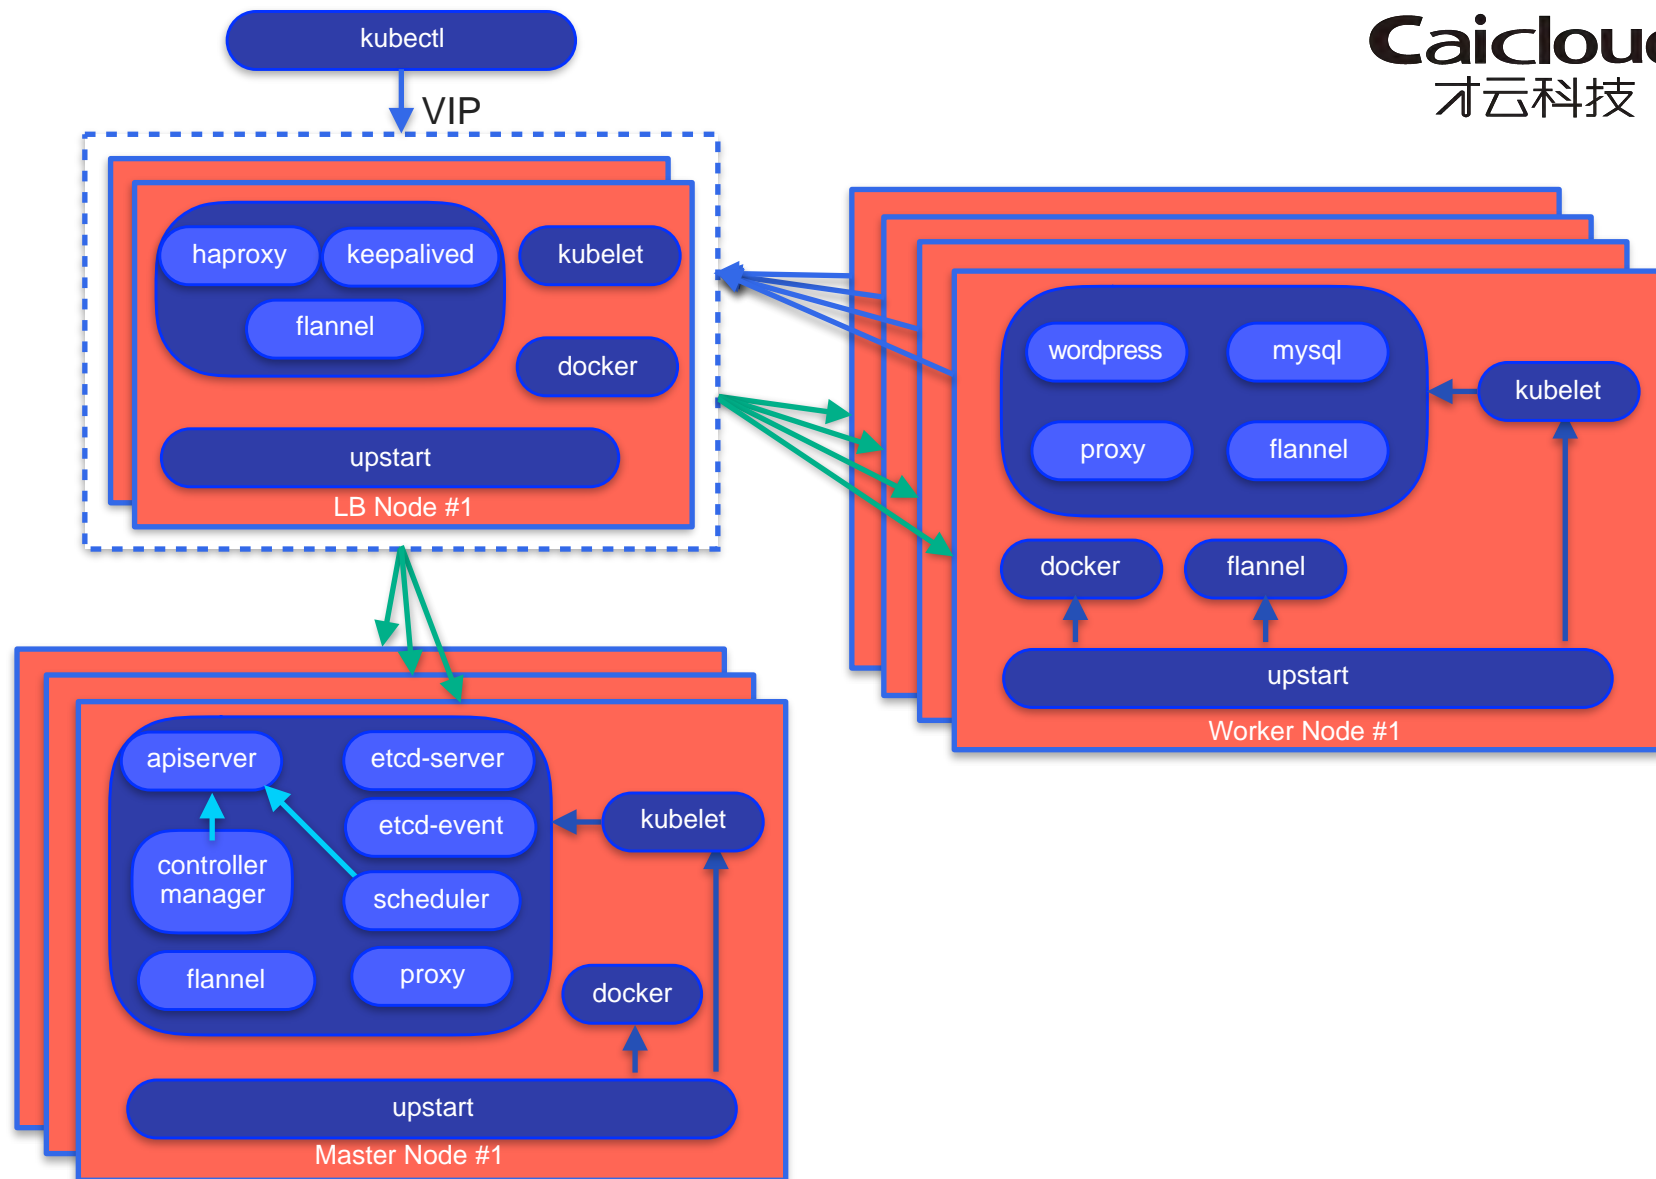 kubectl
Caicloud
才云科技
VIP
haproxy
keepalived
kubelet
flannel
docker
upstart
LB Node #1
wordpress
mysql
kubelet
proxy
flannel
docker
flannel
upstart
Worker Node #1
apiserver
etcd-server
etcd-event
kubelet
controller
manager
scheduler
flannel
proxy
docker
upstart
Master Node #1